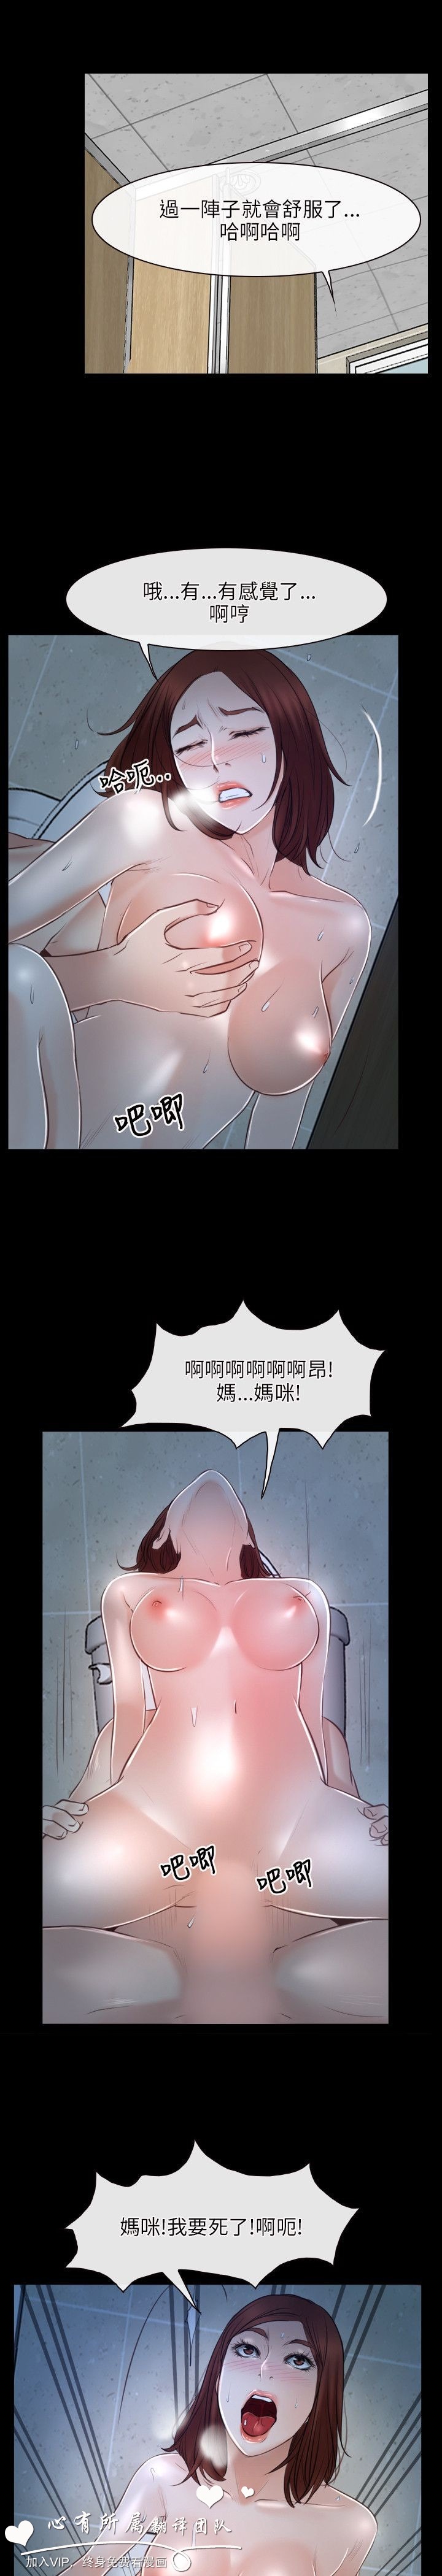 過一陣子就會舒服了...
哈啊哈啊
哦...有...有感覺了...
啊哼
哈呃..
吧唧
啊啊啊啊啊啊昂!
媽...媽咪!
吧唧
吧唧
媽咪!我要死了!啊呃!
心有所属翻译团队
加入VIP，终身免费看漫画